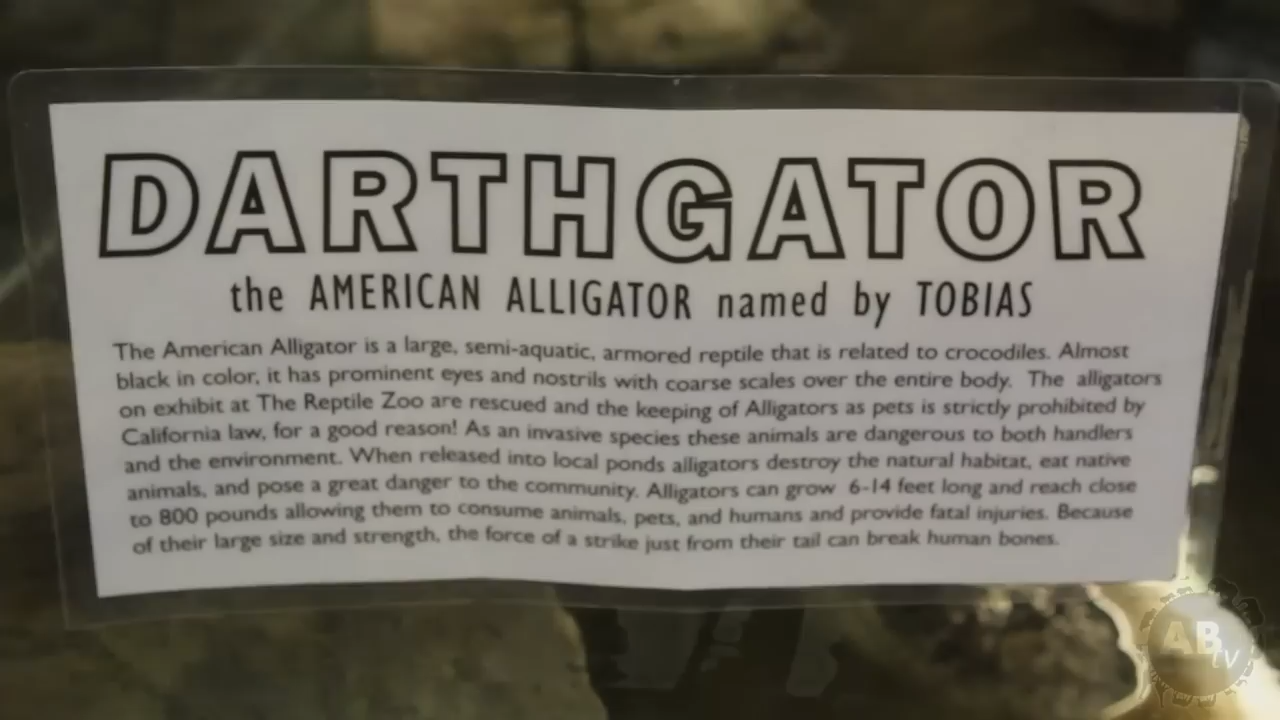 DARTHGATOR
the AMERICAN ALLIGATOR named by TOBIAS
The American Alligator is a large, semi-aquatic, armored reptile that is related to crocodiles. Almost
black in color, it has prominent eyes and nostrils with coarse scales over the entire body. The alligators
on exhibit at The Reptile Zoo are rescued and the keeping of Alligators as pets is strictly prohibited by
California law, for a good reason! As an invasive species these animals are dangerous to both handlers
and the environment. When released into local ponds alligators destroy the natural habitat, eat native
animals, and pose a great danger to the community. Alligators can grow 6-14 feet long and reach close
to 800 pounds allowing them to consume animals, pets, and humans and provide fatal injuries. Because
of their large size and strength, the force of a strike just from their tail can break human bones.
ABtv